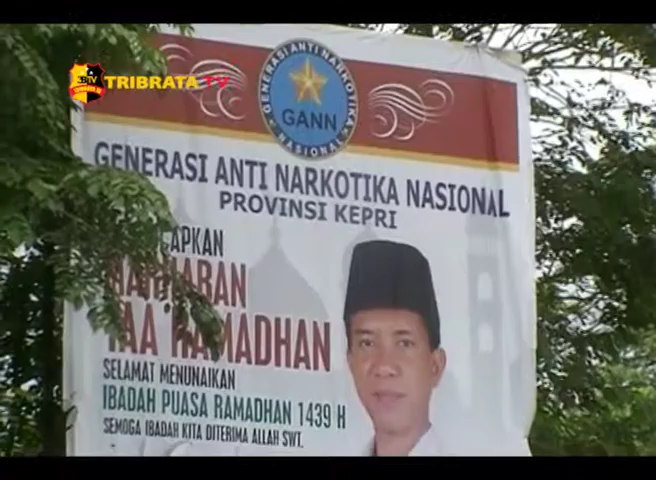 TRIBRATA TV
GENERASI ANTI NARKOTIKA
GANN
NASIONAL
GENERASI ANTI NARKOTIKA NASIONAL
PROVINSI KEPRI
RAMADHAN
SELAMAT MENUNAIKAN
IBADAH PUASA RAMADHAN 1439 H
SEMOGA IBADAH KITA DITERIMA ALLAH SWT.